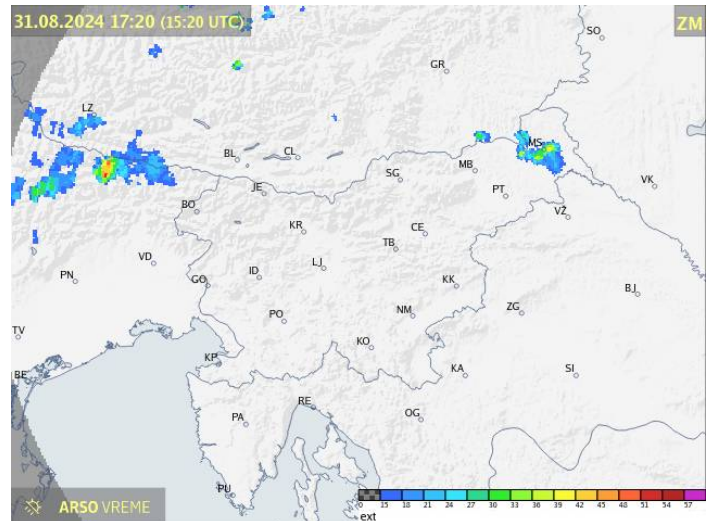 31.08.2024 17:20 (15:20 UTC)
ZM
SO
GR
LZ
MS
BL
CL
MB
SG
VK
JE
PT
BO
VŽ
KR
CE
TB
VD
LJ
PN
ID
GO
KK
BJ
PO
NM
ZG
TV
KO
KP
BE
KA
SI
RE
PA
OG
PU
ARSO VREME
0 15 18 21 24 27 30 33 36 39 42 45 48 51 54 57
ext